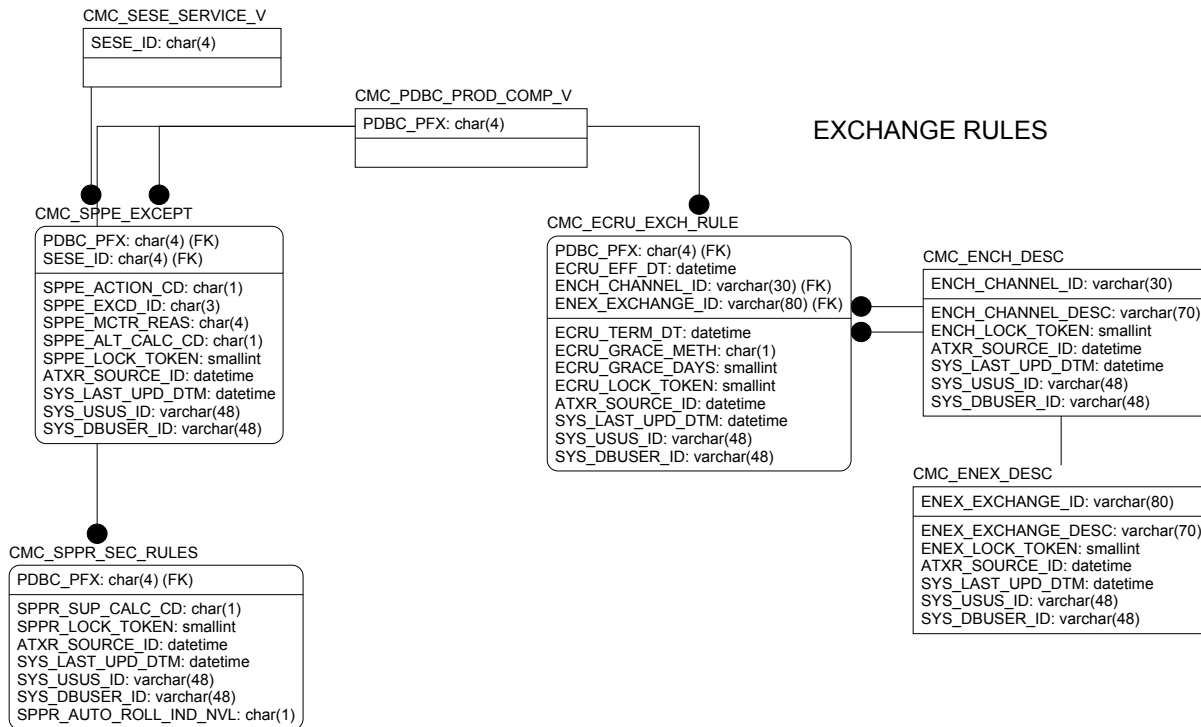 CMC_SESE_SERVICE_V
SESE_ID: char(4)
CMC_PDBC_PROD_COMP_V
PDBC_PFX: char(4)
EXCHANGE RULES
CMC_SPPE_EXCEPT
PDBC_PFX: char(4) (FK)
SESE_ID: char(4) (FK)
SPPE_ACTION_CD: char(1)
SPPE_EXCD_ID: char(3)
SPPE_MCTR_REAS: char(4)
SPPE_ALT_CALC_CD: char(1)
SPPE_LOCK_TOKEN: smallint
ATXR_SOURCE_ID: datetime
SYS_LAST_UPD_DTM: datetime
SYS_USUS_ID: varchar(48)
SYS_DBUSER_ID: varchar(48)
CMC_ECRU_EXCH_RULE
PDBC_PFX: char(4) (FK)
ECRU_EFF_DT: datetime
ENCH_CHANNEL_ID: varchar(30) (FK)
ENEX_EXCHANGE_ID: varchar(80) (FK)
ECRU_TERM_DT: datetime
ECRU_GRACE_METH: char(1)
ECRU_GRACE_DAYS: smallint
ECRU_LOCK_TOKEN: smallint
ATXR_SOURCE_ID: datetime
SYS_LAST_UPD_DTM: datetime
SYS_USUS_ID: varchar(48)
SYS_DBUSER_ID: varchar(48)
CMC_ENCH_DESC
ENCH_CHANNEL_ID: varchar(30)
ENCH_CHANNEL_DESC: varchar(70)
ENCH_LOCK_TOKEN: smallint
ATXR_SOURCE_ID: datetime
SYS_LAST_UPD_DTM: datetime
SYS_USUS_ID: varchar(48)
SYS_DBUSER_ID: varchar(48)
CMC_ENEX_DESC
ENEX_EXCHANGE_ID: varchar(80)
ENEX_EXCHANGE_DESC: varchar(70)
ENEX_LOCK_TOKEN: smallint
ATXR_SOURCE_ID: datetime
SYS_LAST_UPD_DTM: datetime
SYS_USUS_ID: varchar(48)
SYS_DBUSER_ID: varchar(48)
CMC_SPPR_SEC_RULES
PDBC_PFX: char(4) (FK)
SPPR_SUP_CALC_CD: char(1)
SPPR_LOCK_TOKEN: smallint
ATXR_SOURCE_ID: datetime
SYS_LAST_UPD_DTM: datetime
SYS_USUS_ID: varchar(48)
SYS_DBUSER_ID: varchar(48)
SPPR_AUTO_ROLL_IND_NVL: char(1)